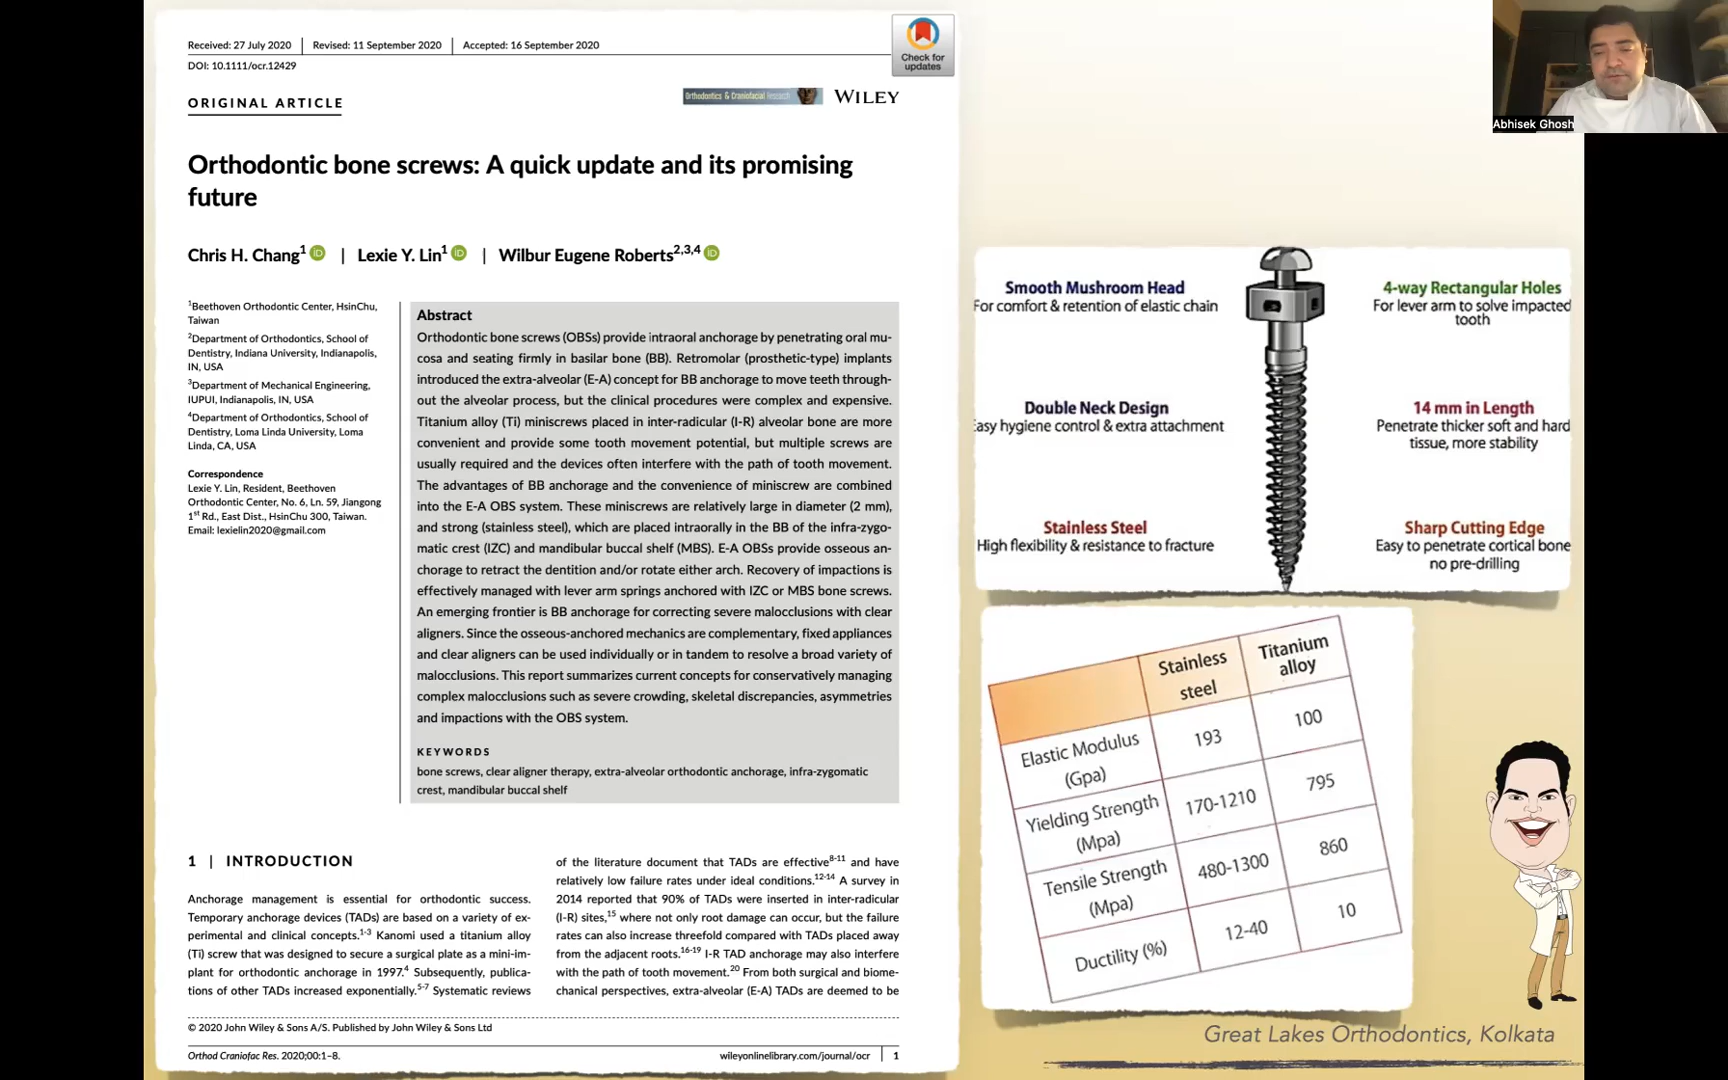 Received: 27 July 2020 | Revised: 11 September 2020 | Accepted: 16 September 2020
DOI: 10.1111/ocr.12429
Check for
updates
ORIGINAL ARTICLE
Orthodontics & Craniofacial Research
WILEY
Orthodontic bone screws: A quick update and its promising
future
Chris H. Chang1 iD | Lexie Y. Lin1 iD | Wilbur Eugene Roberts2,3,4 iD
1Beethoven Orthodontic Center, HsinChu,
Taiwan
2Department of Orthodontics, School of
Dentistry, Indiana University, Indianapolis,
IN, USA
3Department of Mechanical Engineering,
IUPUI, Indianapolis, IN, USA
4Department of Orthodontics, School of
Dentistry, Loma Linda University, Loma
Linda, CA, USA
Correspondence
Lexie Y. Lin, Resident, Beethoven
Orthodontic Center, No. 6, Ln. 59, Jiangong
1st Rd., East Dist., HsinChu 300, Taiwan.
Email: lexielin2020@gmail.com
Abstract
Orthodontic bone screws (OBSs) provide intraoral anchorage by penetrating oral mu-
cosa and seating firmly in basilar bone (BB). Retromolar (prosthetic-type) implants
introduced the extra-alveolar (E-A) concept for BB anchorage to move teeth through-
out the alveolar process, but the clinical procedures were complex and expensive.
Titanium alloy (Ti) miniscrews placed in inter-radicular (I-R) alveolar bone are more
convenient and provide some tooth movement potential, but multiple screws are
usually required and the devices often interfere with the path of tooth movement.
The advantages of BB anchorage and the convenience of miniscrew are combined
into the E-A OBS system. These miniscrews are relatively large in diameter (2 mm),
and strong (stainless steel), which are placed intraorally in the BB of the infra-zygo-
matic crest (IZC) and mandibular buccal shelf (MBS). E-A OBSs provide osseous an-
chorage to retract the dentition and/or rotate either arch. Recovery of impactions is
effectively managed with lever arm springs anchored with IZC or MBS bone screws.
An emerging frontier is BB anchorage for correcting severe malocclusions with clear
aligners. Since the osseous-anchored mechanics are complementary, fixed appliances
and clear aligners can be used individually or in tandem to resolve a broad variety of
malocclusions. This report summarizes current concepts for conservatively managing
complex malocclusions such as severe crowding, skeletal discrepancies, asymmetries
and impactions with the OBS system.
KEYWORDS
bone screws, clear aligner therapy, extra-alveolar orthodontic anchorage, infra-zygomatic
crest, mandibular buccal shelf
1 | INTRODUCTION
Anchorage management is essential for orthodontic success.
Temporary anchorage devices (TADs) are based on a variety of ex-
perimental and clinical concepts.1-3 Kanomi used a titanium alloy
(Ti) screw that was designed to secure a surgical plate as a mini-im-
plant for orthodontic anchorage in 1997.4 Subsequently, publica-
tions of other TADs increased exponentially.5-7 Systematic reviews
of the literature document that TADs are effective8-11 and have
relatively low failure rates under ideal conditions.12-14 A survey in
2014 reported that 90% of TADs were inserted in inter-radicular
(I-R) sites,15 where not only root damage can occur, but the failure
rates can also increase threefold compared with TADs placed away
from the adjacent roots.16-19 I-R TAD anchorage may also interfere
with the path of tooth movement.20 From both surgical and biome-
chanical perspectives, extra-alveolar (E-A) TADs are deemed to be
© 2020 John Wiley & Sons A/S. Published by John Wiley & Sons Ltd
Orthod Craniofac Res. 2020;00:1–8.
wileyonlinelibrary.com/journal/ocr | 1
Abhisek Ghosh
Smooth Mushroom Head
For comfort & retention of elastic chain
4-way Rectangular Holes
For lever arm to solve impacted
tooth
Double Neck Design
Easy hygiene control & extra attachment
14 mm in Length
Penetrate thicker soft and hard
tissue, more stability
Stainless Steel
High flexibility & resistance to fracture
Sharp Cutting Edge
Easy to penetrate cortical bone
no pre-drilling
Stainless
steel
Titanium
alloy
Elastic Modulus
(Gpa)
193
100
Yielding Strength
(Mpa)
170-1210
795
Tensile Strength
(Mpa)
480-1300
860
Ductility (%)
12-40
10
Great Lakes Orthodontics, Kolkata